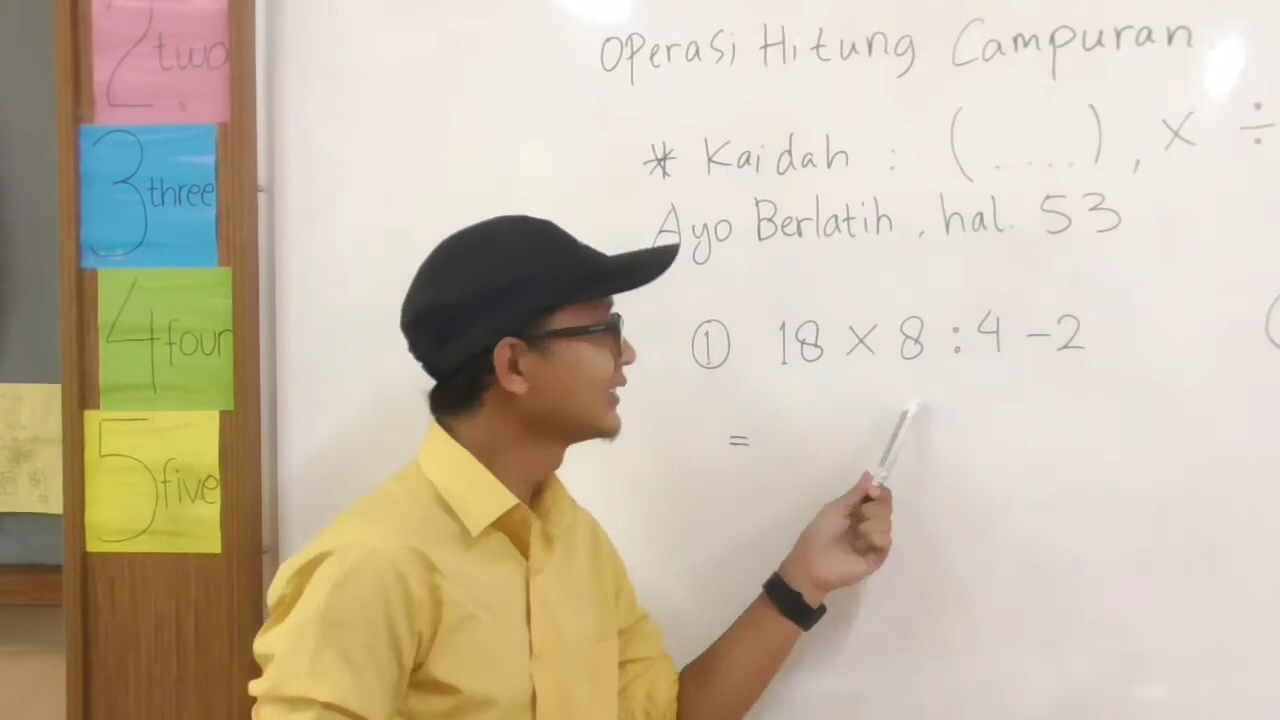 2 two
3 three
4 four
5 five
Operasi Hitung Campuran
* Kaidah : (....), x ÷
Ayo Berlatih, hal. 53
① 18 x 8 : 4 - 2
=